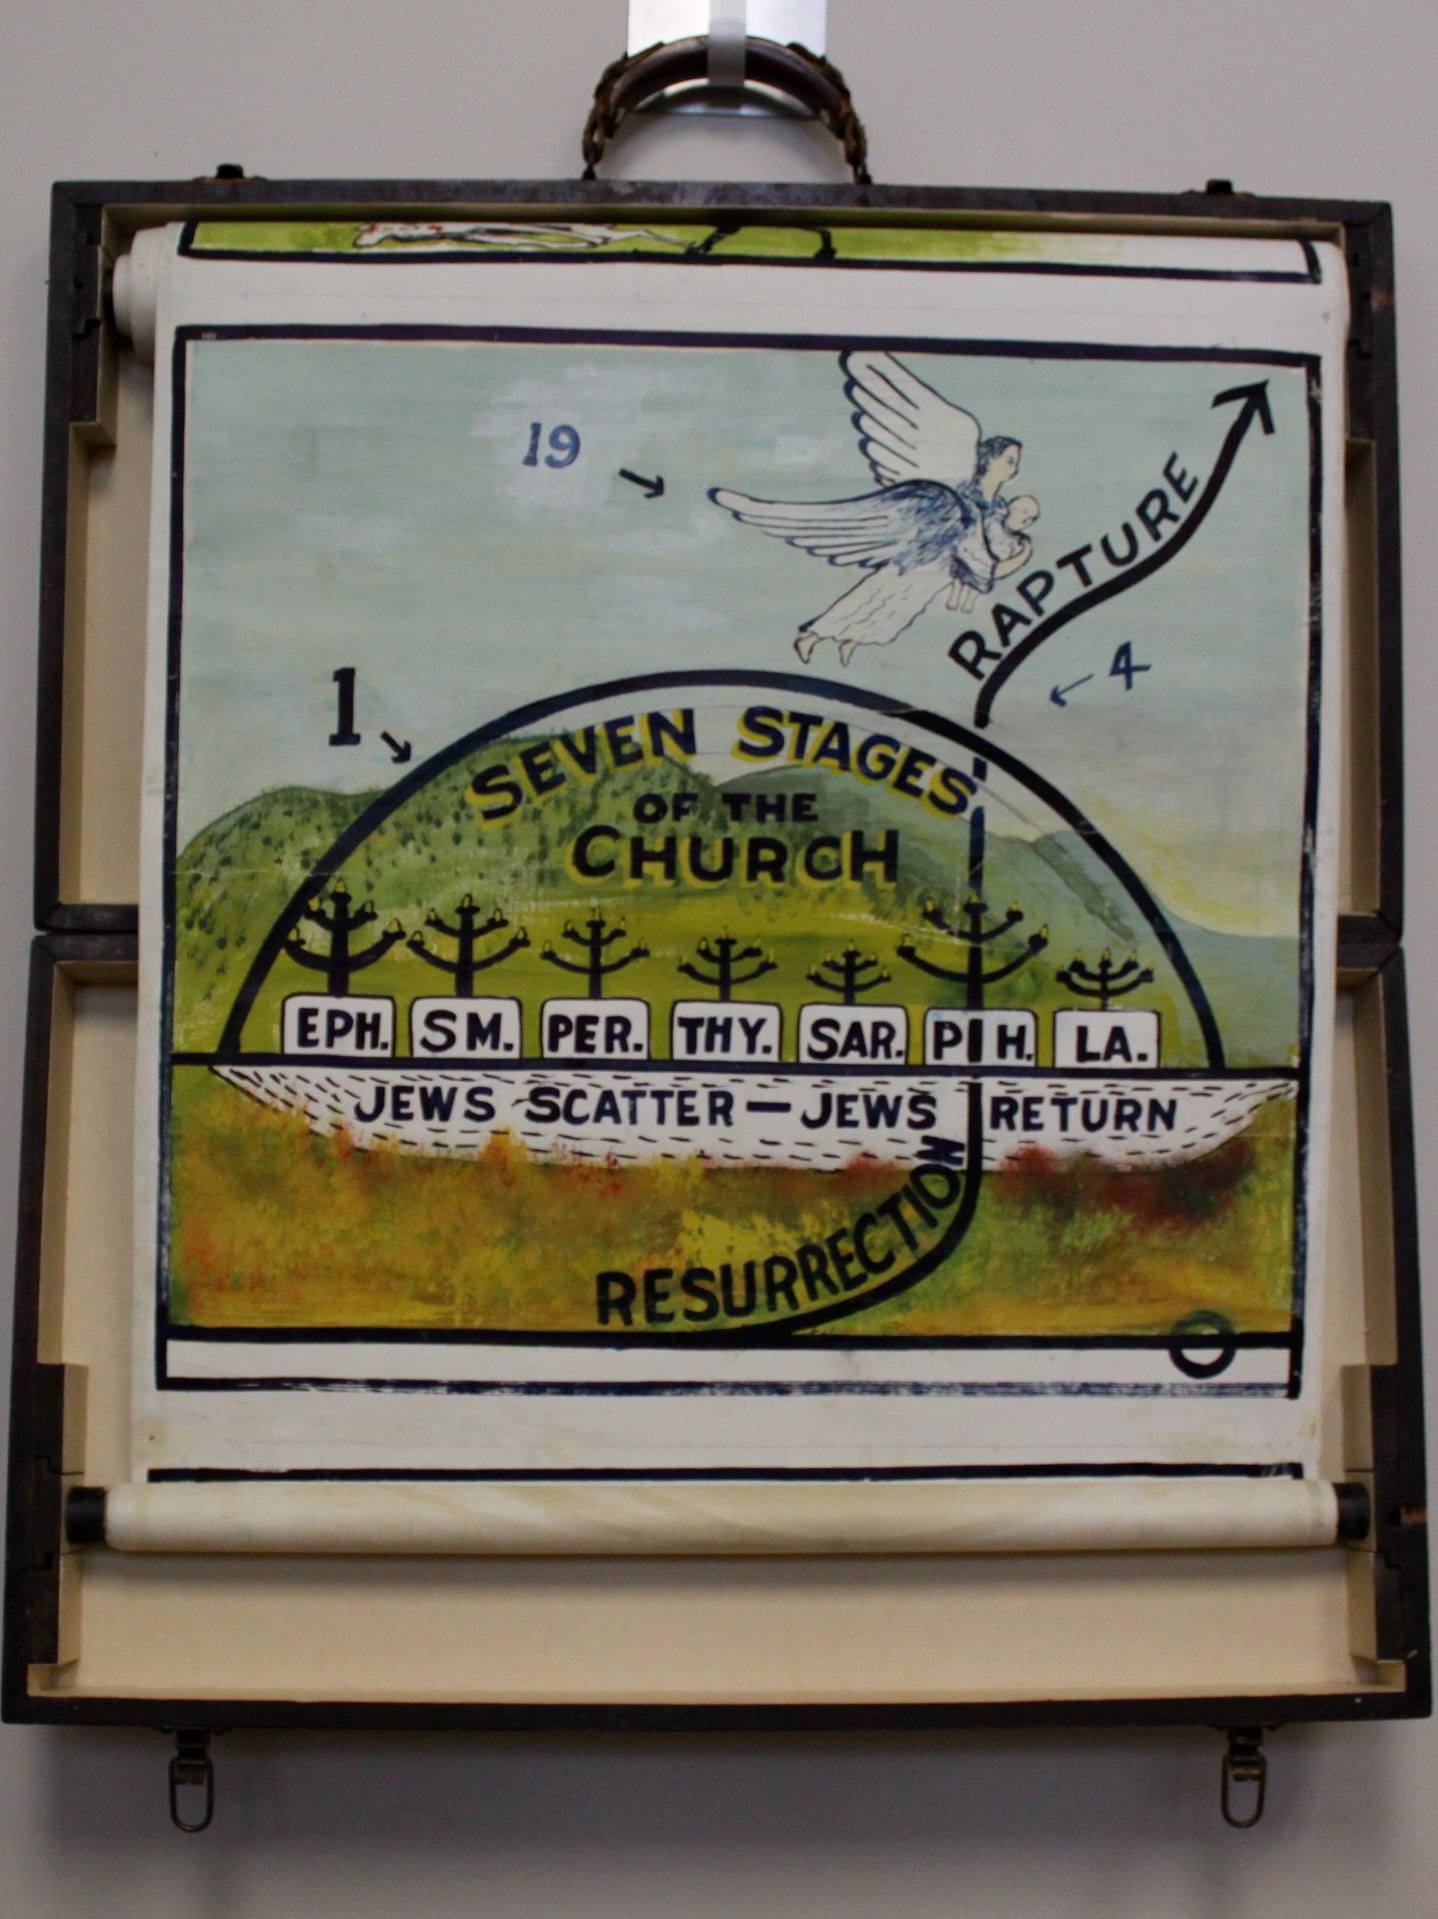 19
RAPTURE
4
1
SEVEN STAGES
OF THE
CHURCH
EPH. SM. PER. THY. SAR. PH. LA.
JEWS SCATTER — JEWS RETURN
RESURRECTION